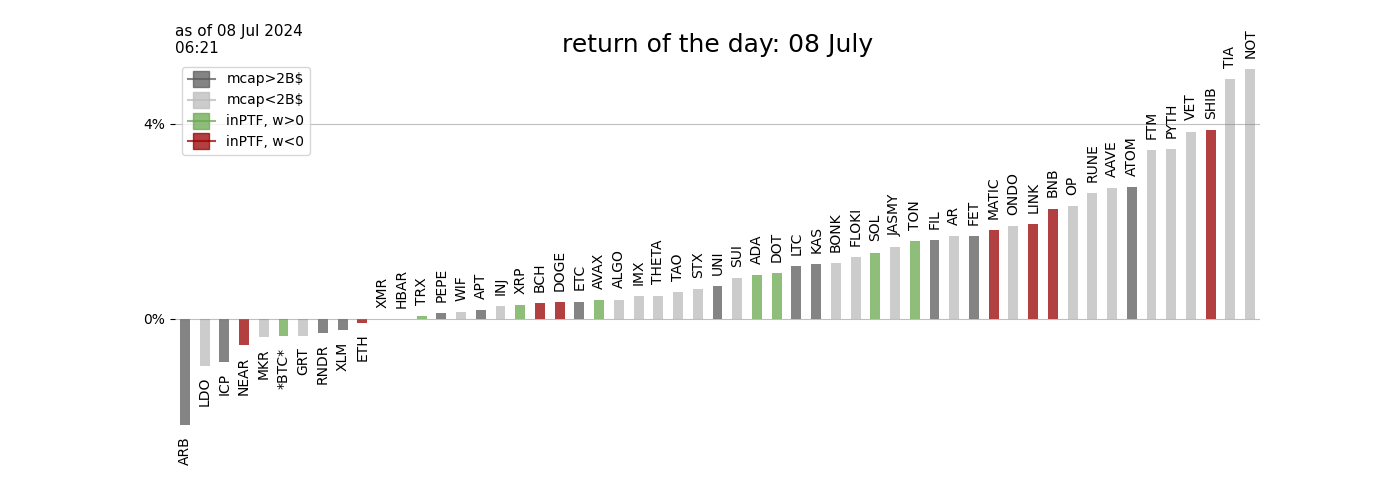 as of 08 Jul 2024
06:21
return of the day: 08 July
mcap>2B$
mcap<2B$
inPTF, w>0
inPTF, w<0
4%
0%
ARB
LDO
ICP
NEAR
MKR
*BTC*
GRT
RNDR
XLM
ETH
XMR
HBAR
TRX
PEPE
WIF
APT
INJ
XRP
BCH
DOGE
ETC
AVAX
ALGO
IMX
THETA
TAO
STX
UNI
SUI
ADA
DOT
LTC
KAS
BONK
FLOKI
SOL
JASMY
TON
FIL
AR
FET
MATIC
ONDO
LINK
BNB
OP
RUNE
AAVE
ATOM
FTM
PYTH
VET
SHIB
TIA
NOT